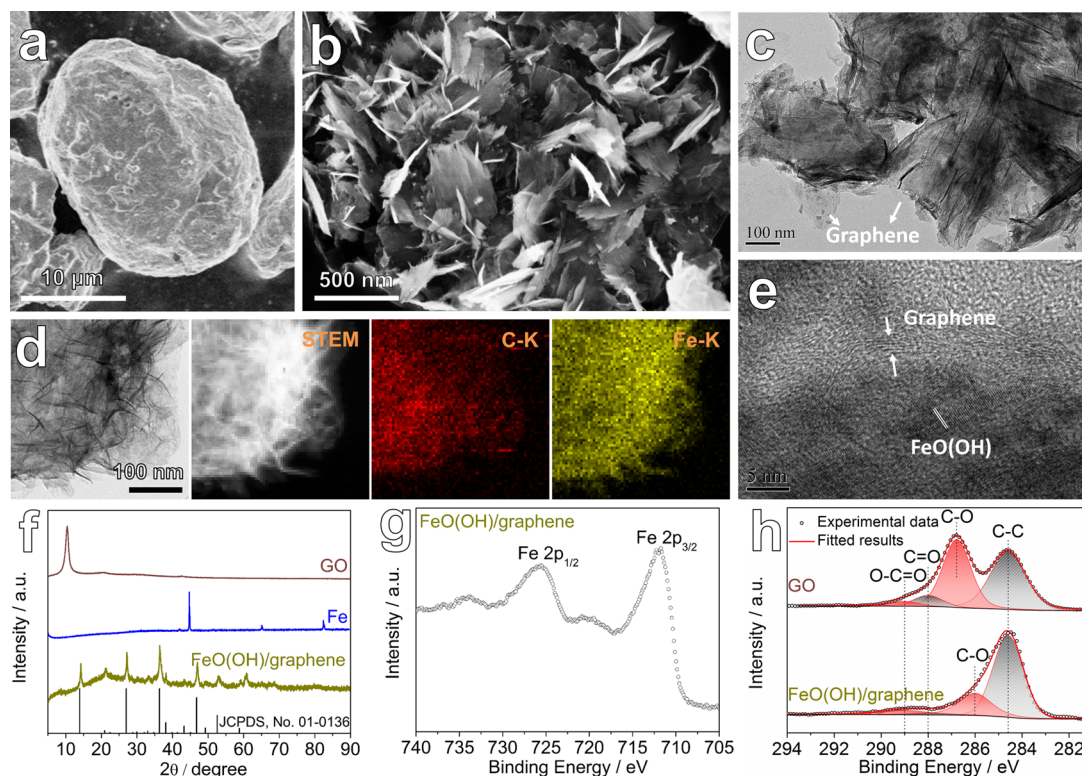 a
10 µm
b
500 nm
c
Graphene
100 nm
d
100 nm
STEM
C-K
Fe-K
e
Graphene
FeO(OH)
5 nm
f
GO
Fe
FeO(OH)/graphene
JCPDS, No. 01-0136
10 20 30 40 50 60 70 80 90
2θ / degree
Intensity / a.u.
g
FeO(OH)/graphene
Fe 2p1/2
Fe 2p3/2
740 735 730 725 720 715 710 705
Binding Energy / eV
Intensity / a.u.
h
Experimental data
Fitted results
C-C
C-O
C=O
O-C=O
GO
C-O
FeO(OH)/graphene
294 292 290 288 286 284 282
Binding Energy / eV
Intensity / a.u.